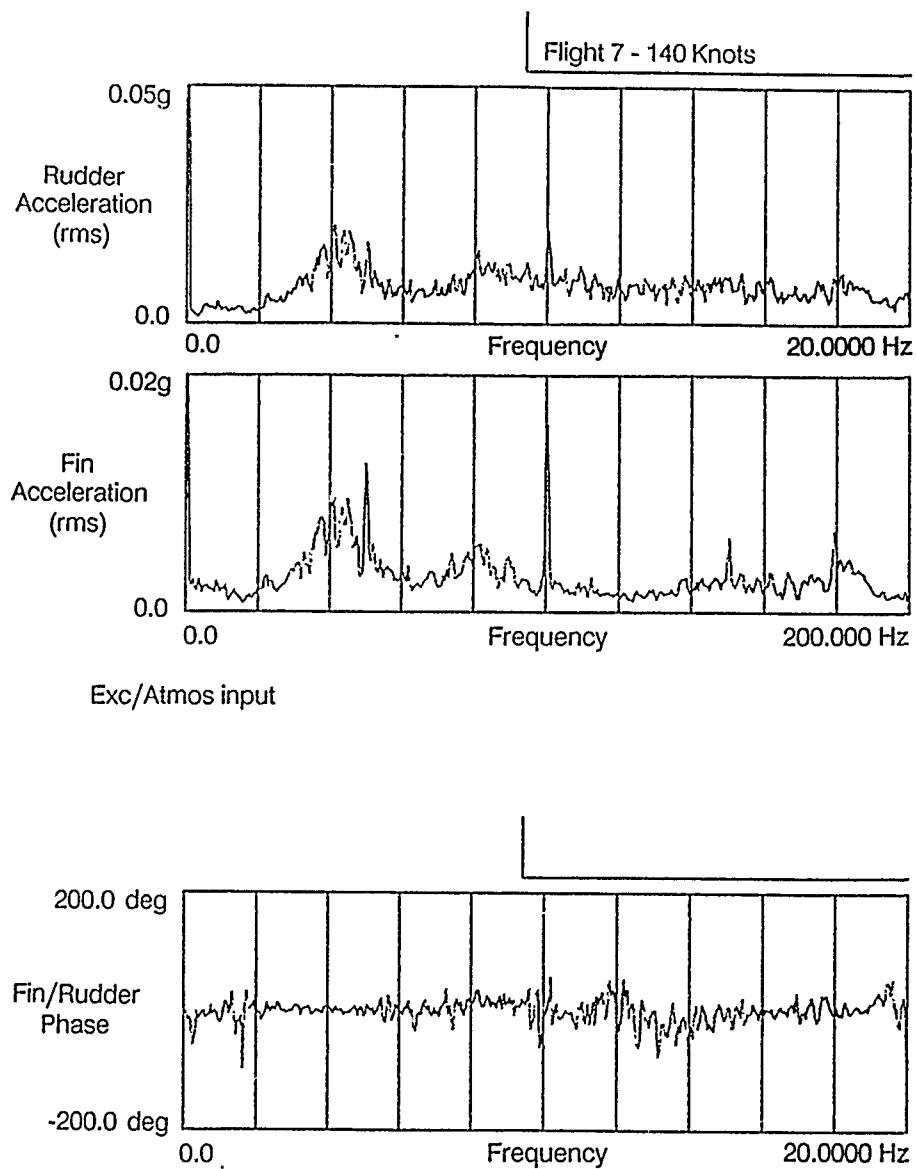 Flight 7 - 140 Knots
0.05g
Rudder
Acceleration
(rms)
0.0
0.0 Frequency 20.0000 Hz
0.02g
Fin
Acceleration
(rms)
0.0
0.0 Frequency 200.000 Hz
Exc/Atmos input
200.0 deg
Fin/Rudder
Phase
-200.0 deg
0.0 Frequency 20.0000 Hz